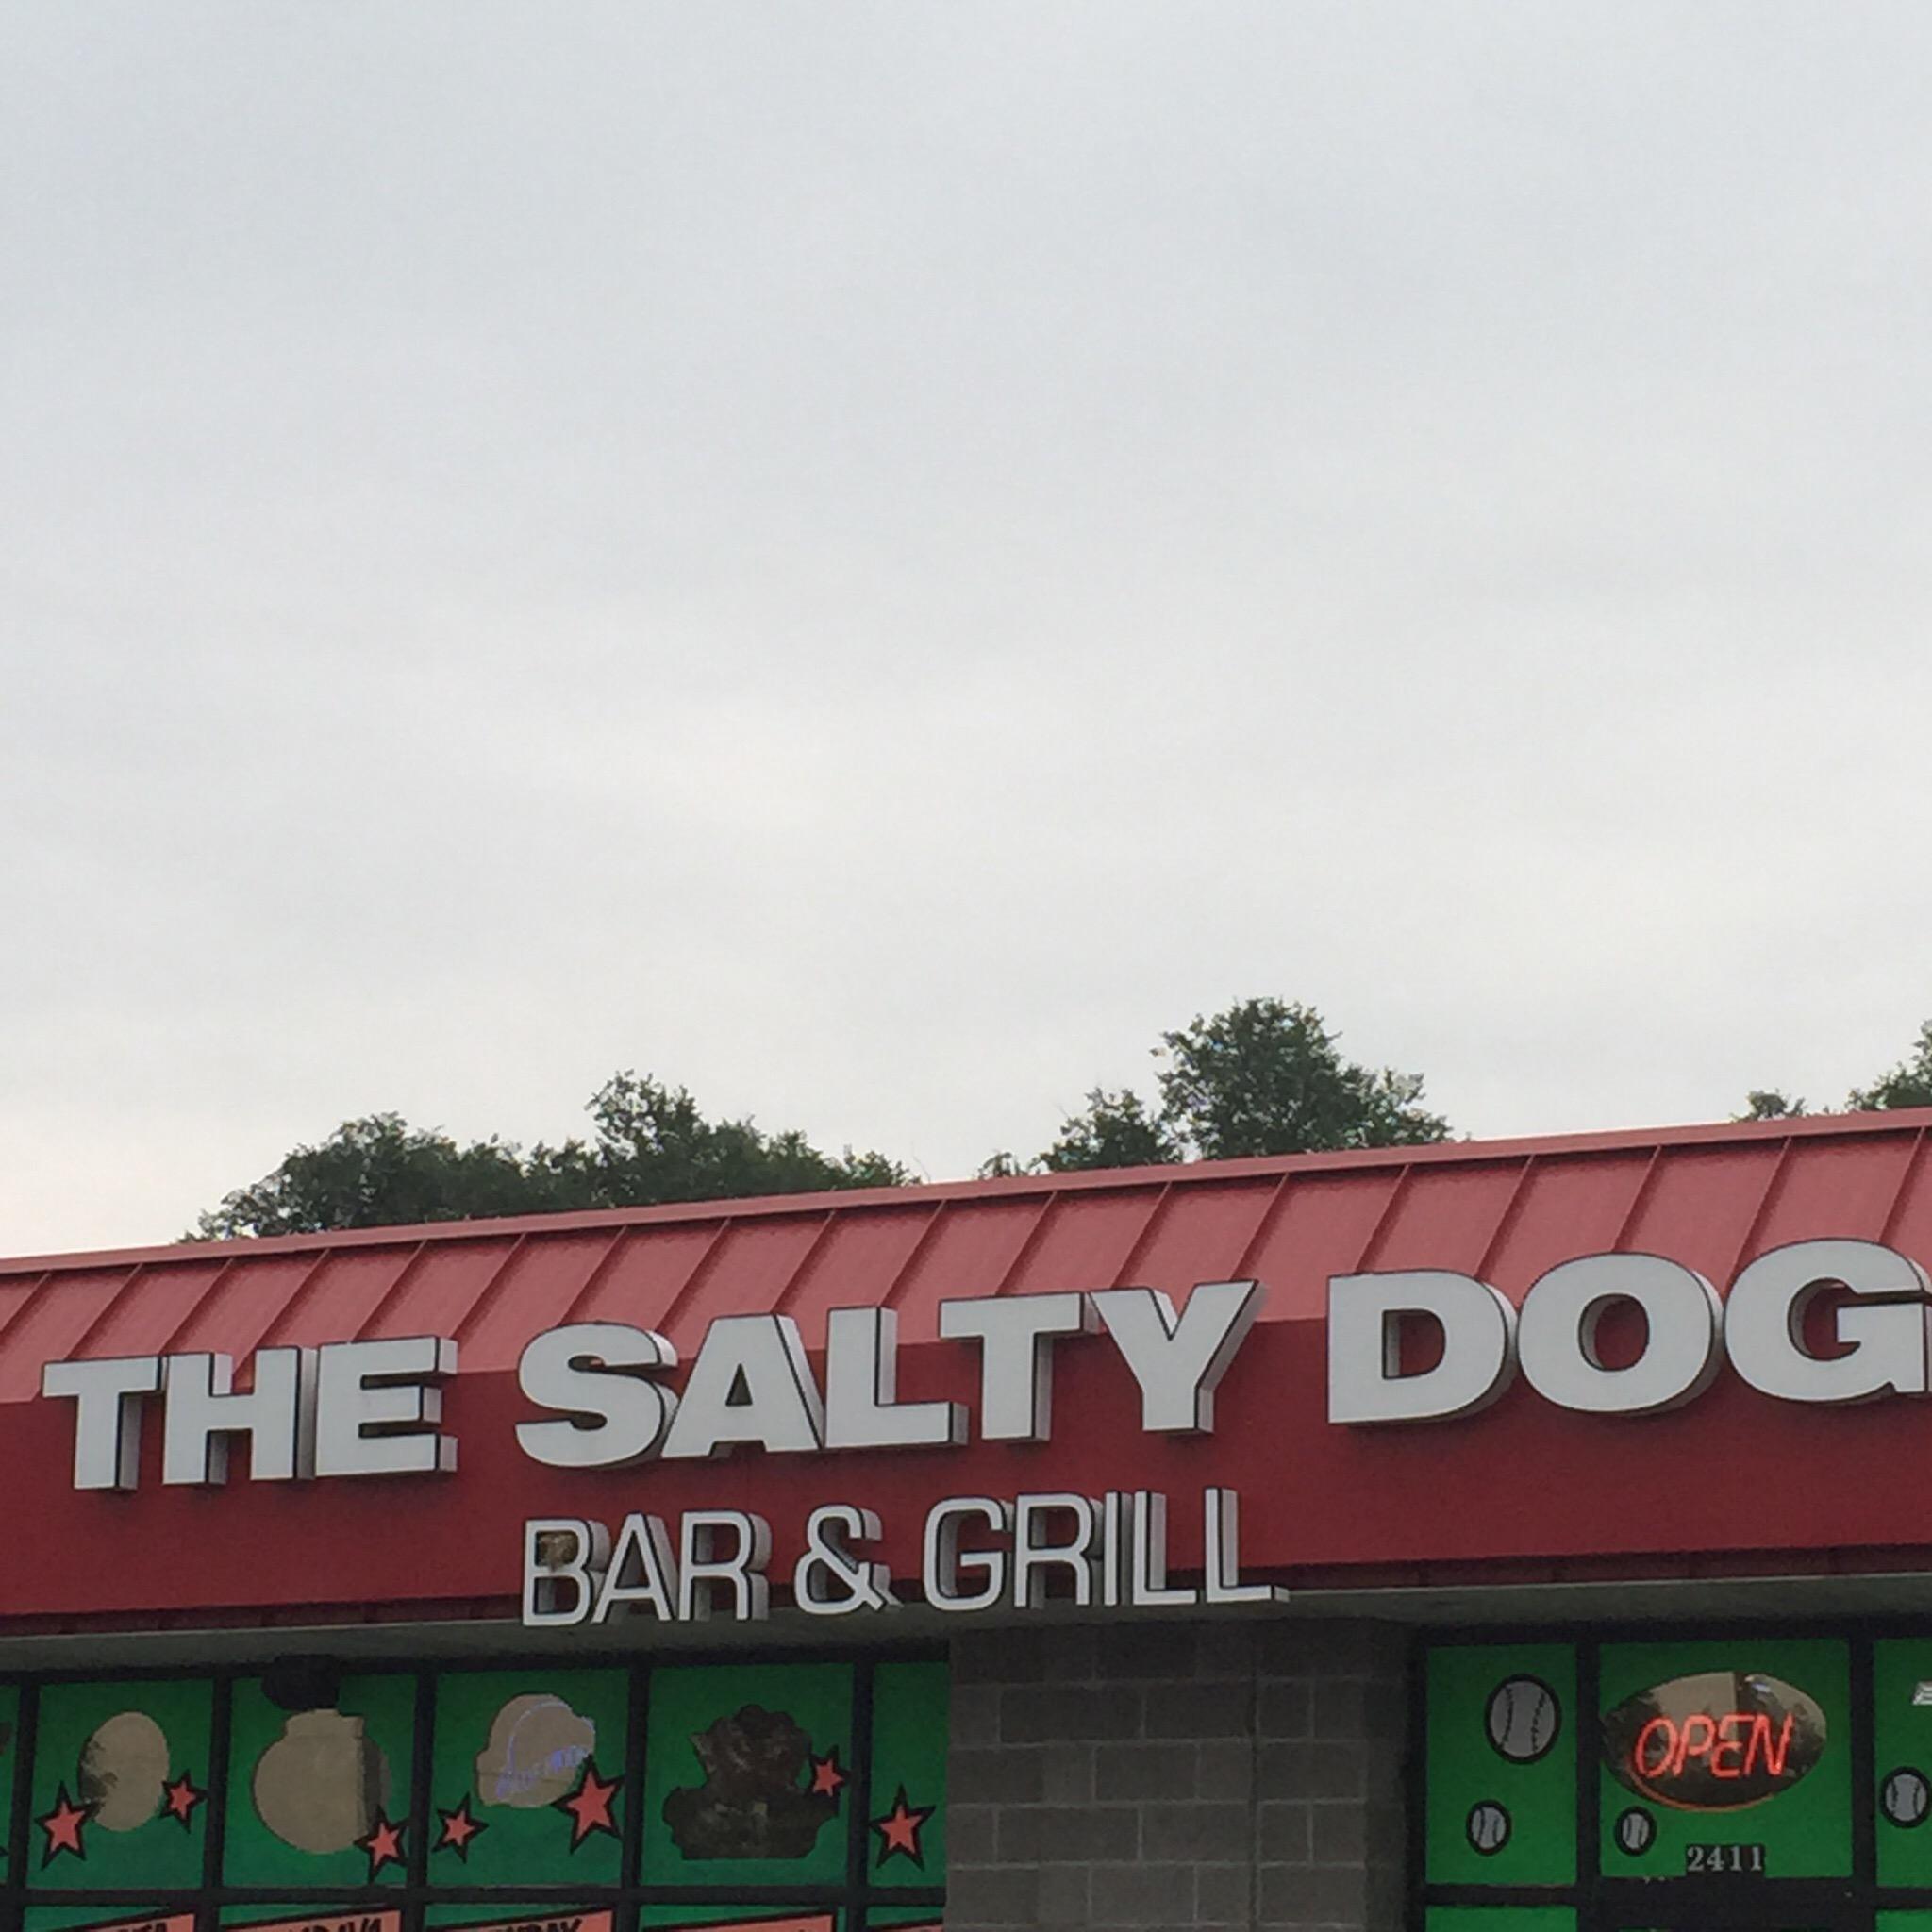 THE SALTY DOG
BAR & GRILL
OPEN
2411